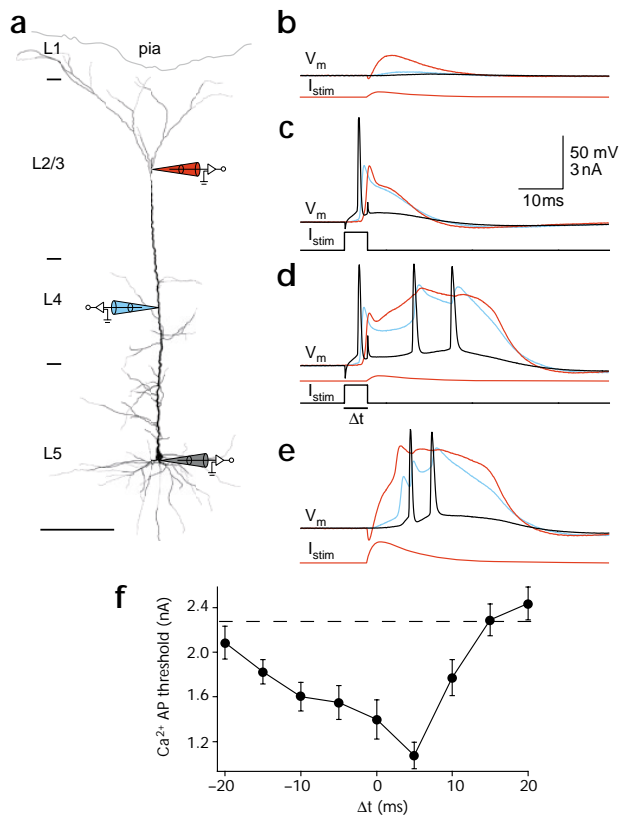 a
L1
pia
L2/3
L4
L5
b
Vm
Istim
c
50 mV
3 nA
10 ms
Vm
Istim
d
Vm
Istim
Δt
e
Vm
Istim
f
Ca2+ AP threshold (nA)
2.4
2.0
1.6
1.2
−20
−10
0
10
20
Δt (ms)